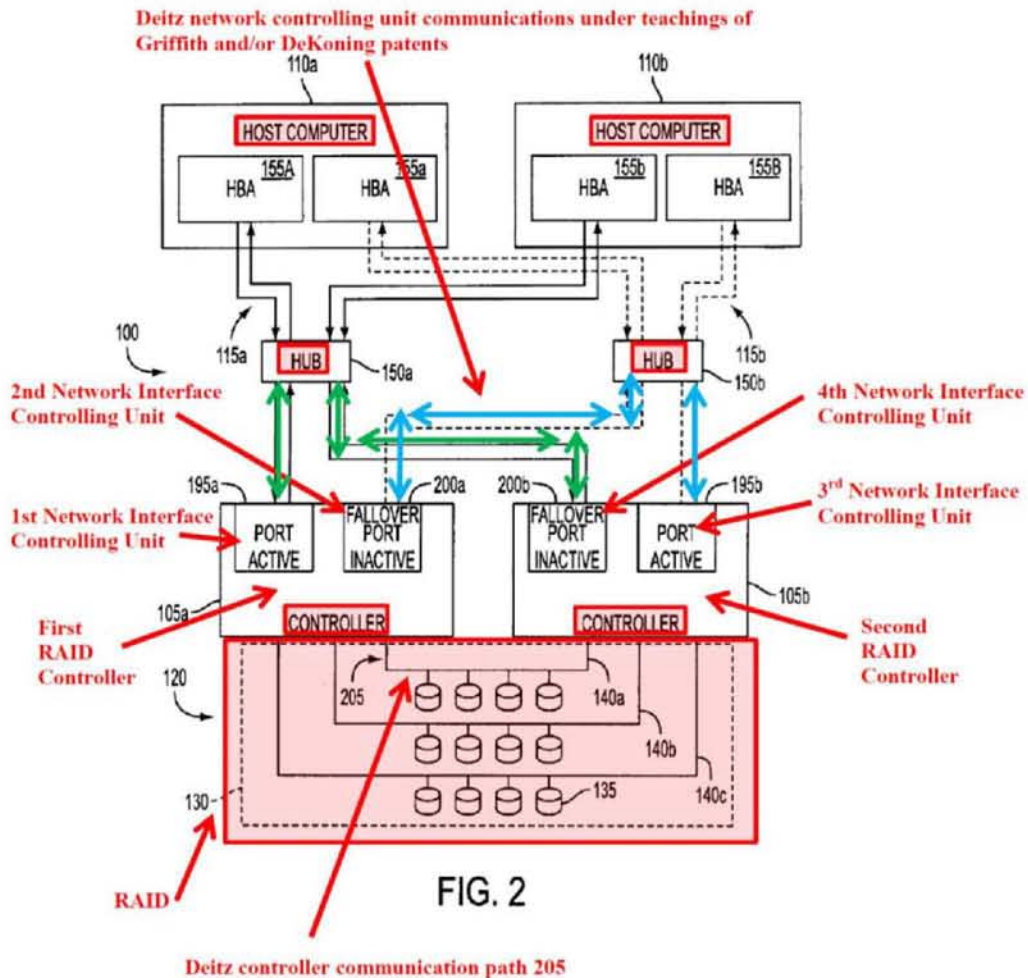 Deitz network controlling unit communications under teachings of
Griffith and/or DeKoning patents
110a
110b
HOST COMPUTER
HOST COMPUTER
155A
HBA
155a
HBA
155b
HBA
155B
HBA
100
115a
HUB
150a
HUB
150b
115b
2nd Network Interface
Controlling Unit
4th Network Interface
Controlling Unit
195a
200a
200b
195b
1st Network Interface
Controlling Unit
PORT
ACTIVE
FALLOVER
PORT
INACTIVE
FALLOVER
PORT
INACTIVE
PORT
ACTIVE
3rd Network Interface
Controlling Unit
105a
CONTROLLER
CONTROLLER
105b
First
RAID
Controller
Second
RAID
Controller
120
205
140a
140b
140c
130
135
RAID
FIG. 2
Deitz controller communication path 205